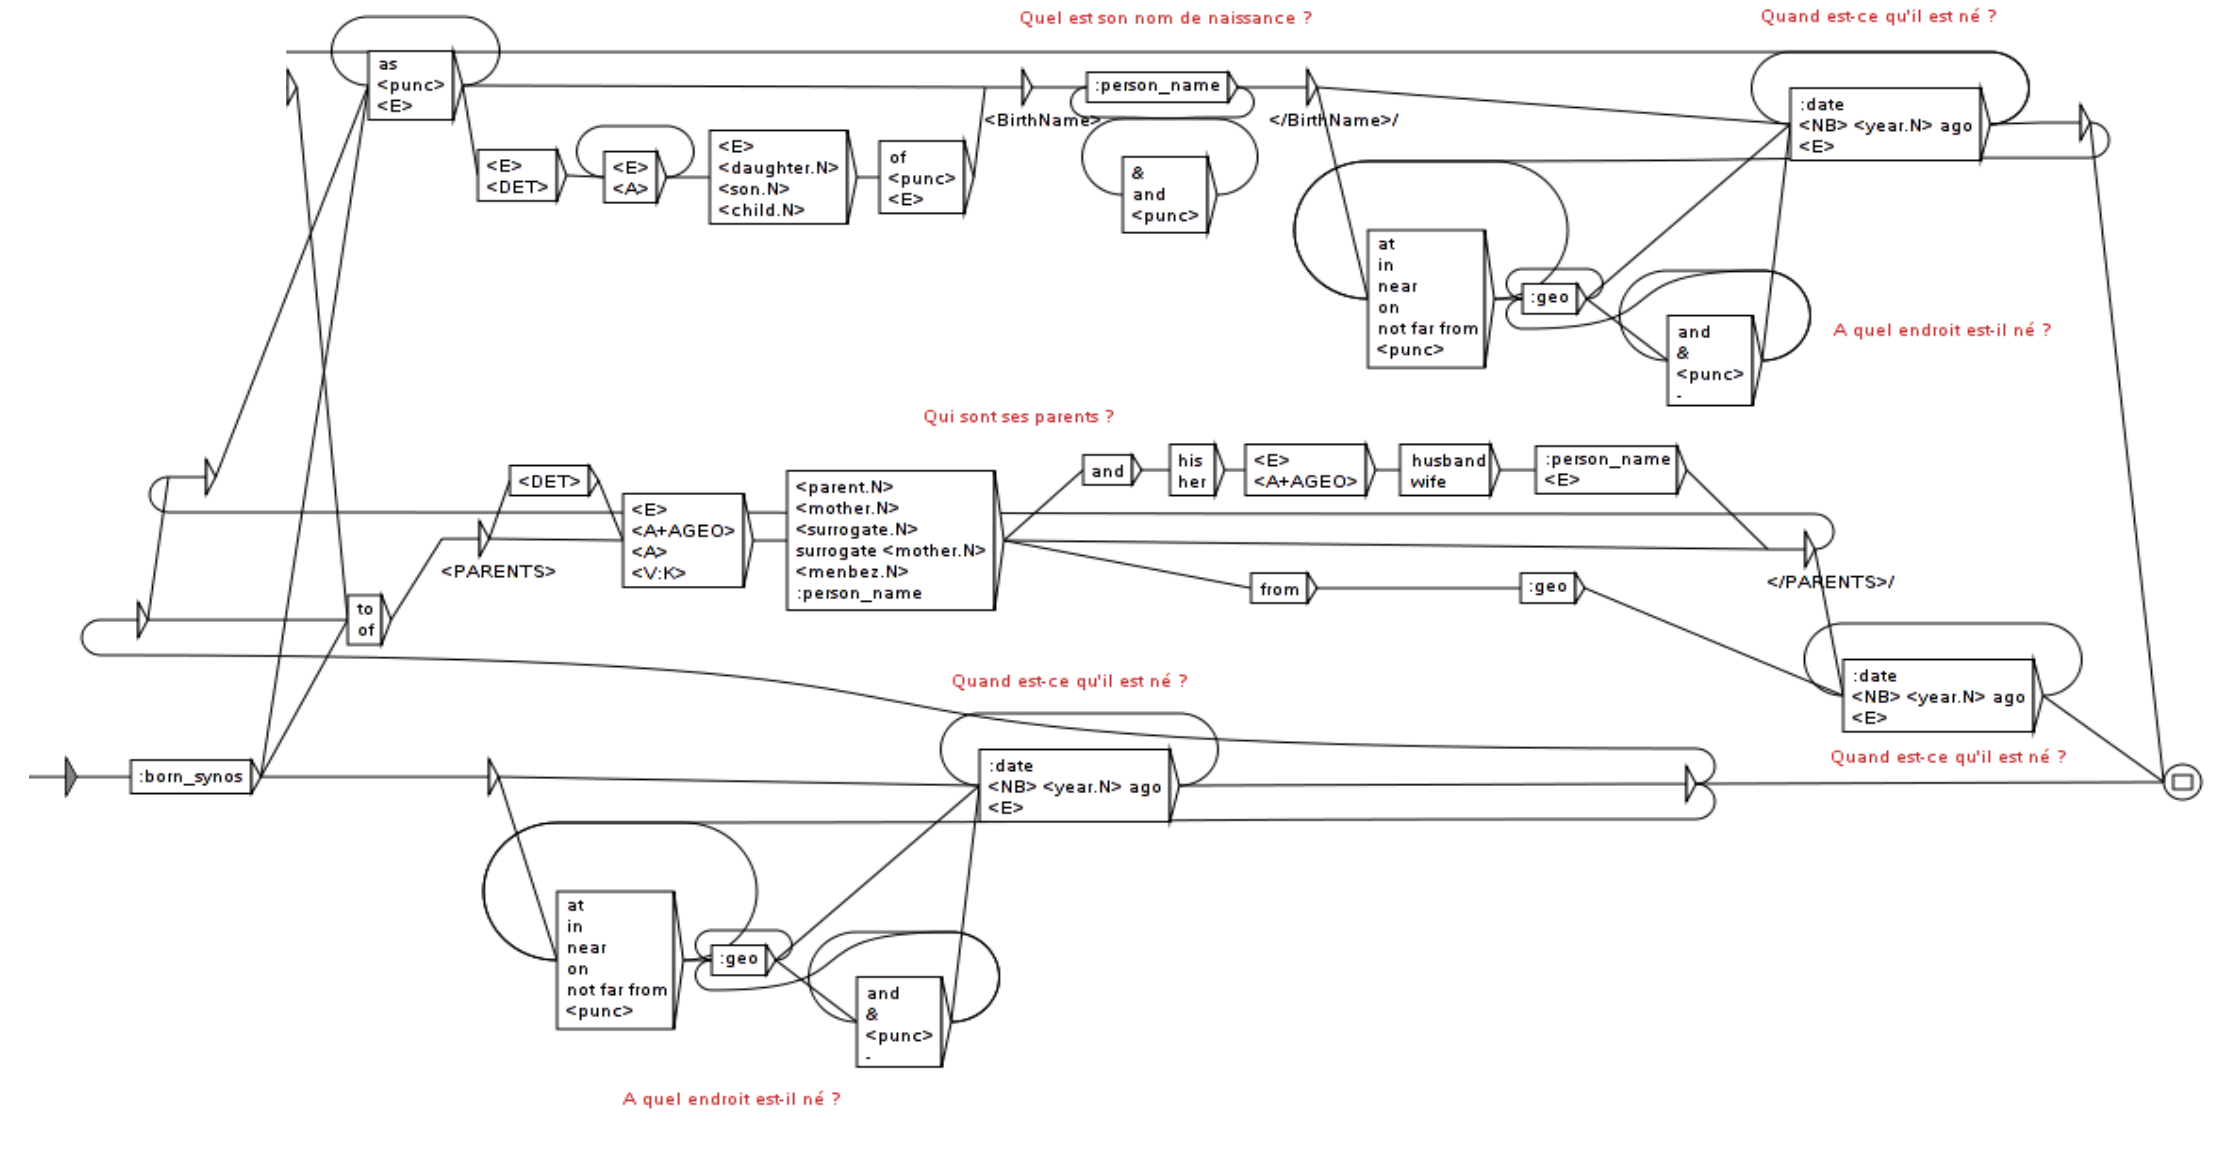 Quel est son nom de naissance ?
Quand est-ce qu'il est né ?
as
<punc>
<E>
:person_name
<BirthName>
</BirthName>/
:date
<NB> <year.N> ago
<E>
<E>
<DET>
<E>
<A>
<E>
<daughter.N>
<son.N>
<child.N>
of
<punc>
<E>
&
and
<punc>
at
in
near
on
not far from
<punc>
:geo
and
&
<punc>
-
A quel endroit est-il né ?
Qui sont ses parents ?
and
his
her
<E>
<A+AGEO>
husband
wife
:person_name
<E>
<DET>
<PARENTS>
<E>
<A+AGEO>
<A>
<V:K>
<parent.N>
<mother.N>
<surrogate.N>
surrogate <mother.N>
<menbez.N>
:person_name
from
:geo
</PARENTS>/
to
of
:date
<NB> <year.N> ago
<E>
Quand est-ce qu'il est né ?
Quand est-ce qu'il est né ?
:born_synos
:date
<NB> <year.N> ago
<E>
at
in
near
on
not far from
<punc>
:geo
and
&
<punc>
-
A quel endroit est-il né ?